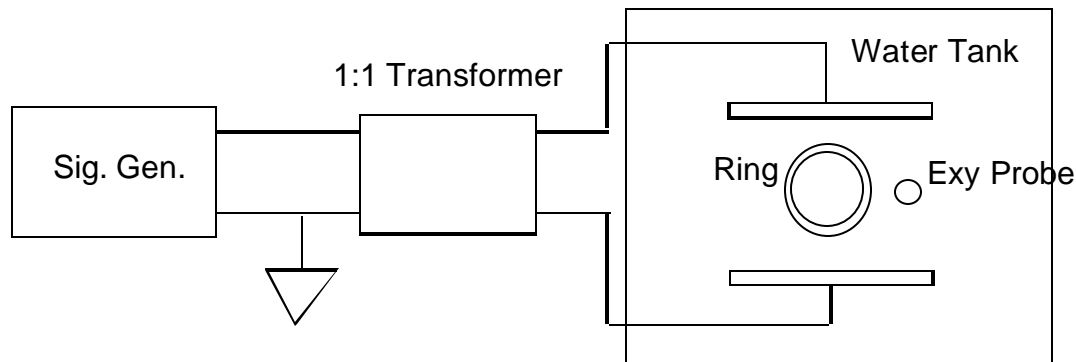 Water Tank
1:1 Transformer
Sig. Gen.
Ring
Exy Probe